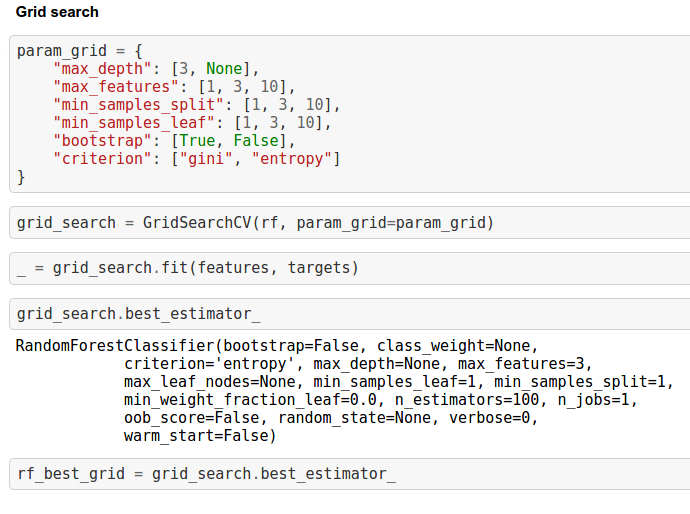 Grid search
param_grid = {
    "max_depth": [3, None],
    "max_features": [1, 3, 10],
    "min_samples_split": [1, 3, 10],
    "min_samples_leaf": [1, 3, 10],
    "bootstrap": [True, False],
    "criterion": ["gini", "entropy"]
}
grid_search = GridSearchCV(rf, param_grid=param_grid)
_ = grid_search.fit(features, targets)
grid_search.best_estimator_
RandomForestClassifier(bootstrap=False, class_weight=None,
            criterion='entropy', max_depth=None, max_features=3,
            max_leaf_nodes=None, min_samples_leaf=1, min_samples_split=1,
            min_weight_fraction_leaf=0.0, n_estimators=100, n_jobs=1,
            oob_score=False, random_state=None, verbose=0,
            warm_start=False)
rf_best_grid = grid_search.best_estimator_